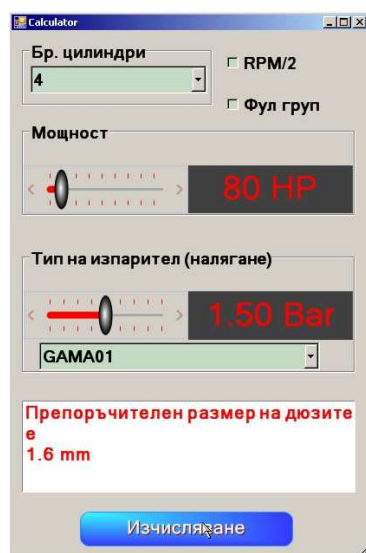 Calculator
Бр. цилиндри
4
RPM/2
Фул груп
Мощност
80 HP
Тип на изпарител (налягане)
1.50 Bar
GAMA01
Препоръчителен размер на дюзите
е
1.6 mm
Изчисляване